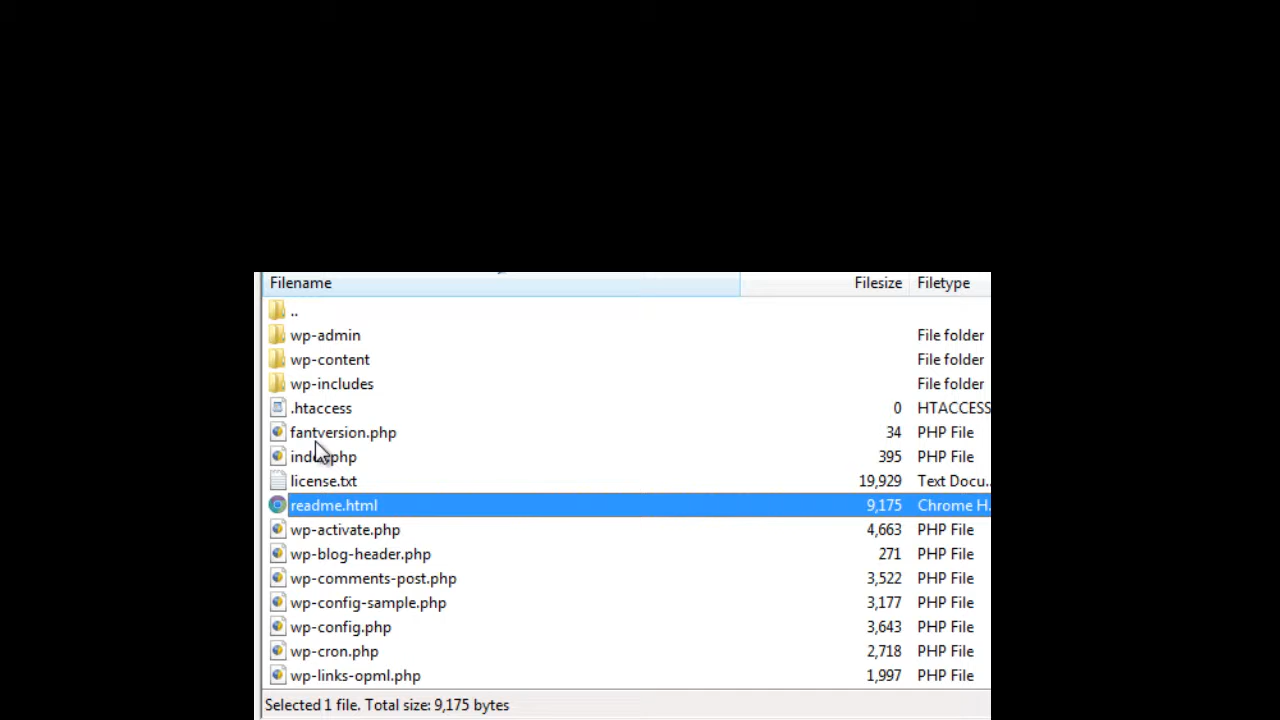 Filename Filesize Filetype
..
wp-admin File folder
wp-content File folder
wp-includes File folder
.htaccess 0 HTACCESS
fantversion.php 34 PHP File
index.php 395 PHP File
license.txt 19,929 Text Docu...
readme.html 9,175 Chrome H.
wp-activate.php 4,663 PHP File
wp-blog-header.php 271 PHP File
wp-comments-post.php 3,522 PHP File
wp-config-sample.php 3,177 PHP File
wp-config.php 3,643 PHP File
wp-cron.php 2,718 PHP File
wp-links-opml.php 1,997 PHP File
Selected 1 file. Total size: 9,175 bytes